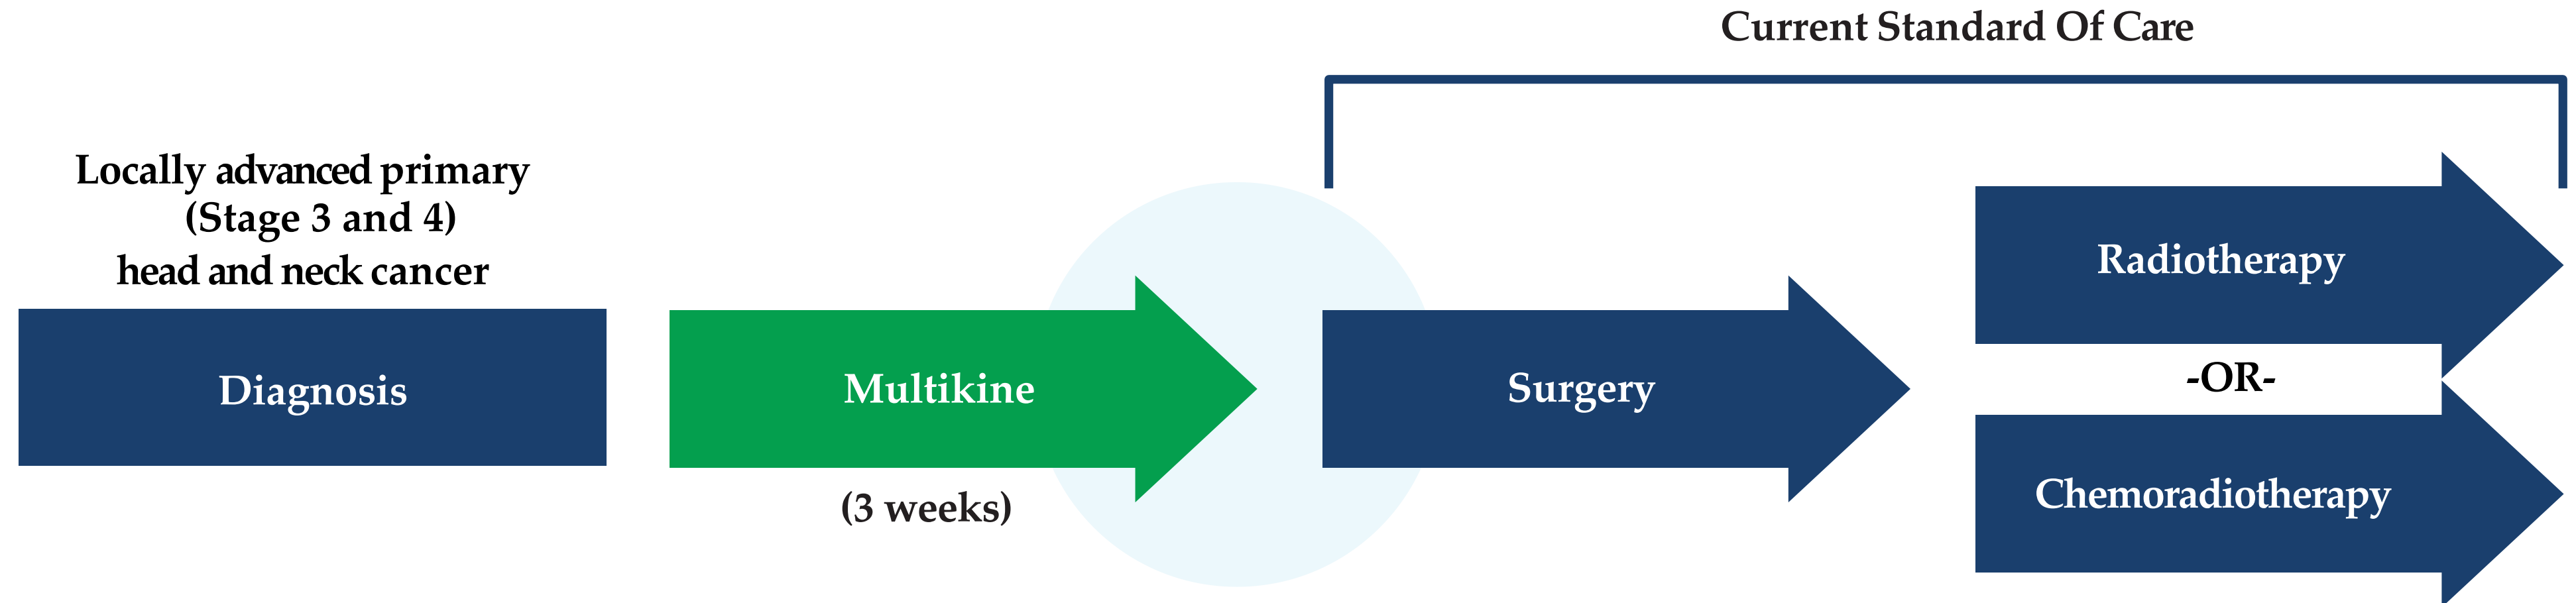 Current Standard Of Care
Locally advanced primary
(Stage 3 and 4)
head and neck cancer
Diagnosis
Multikine
(3 weeks)
Surgery
Radiotherapy
-OR-
Chemoradiotherapy